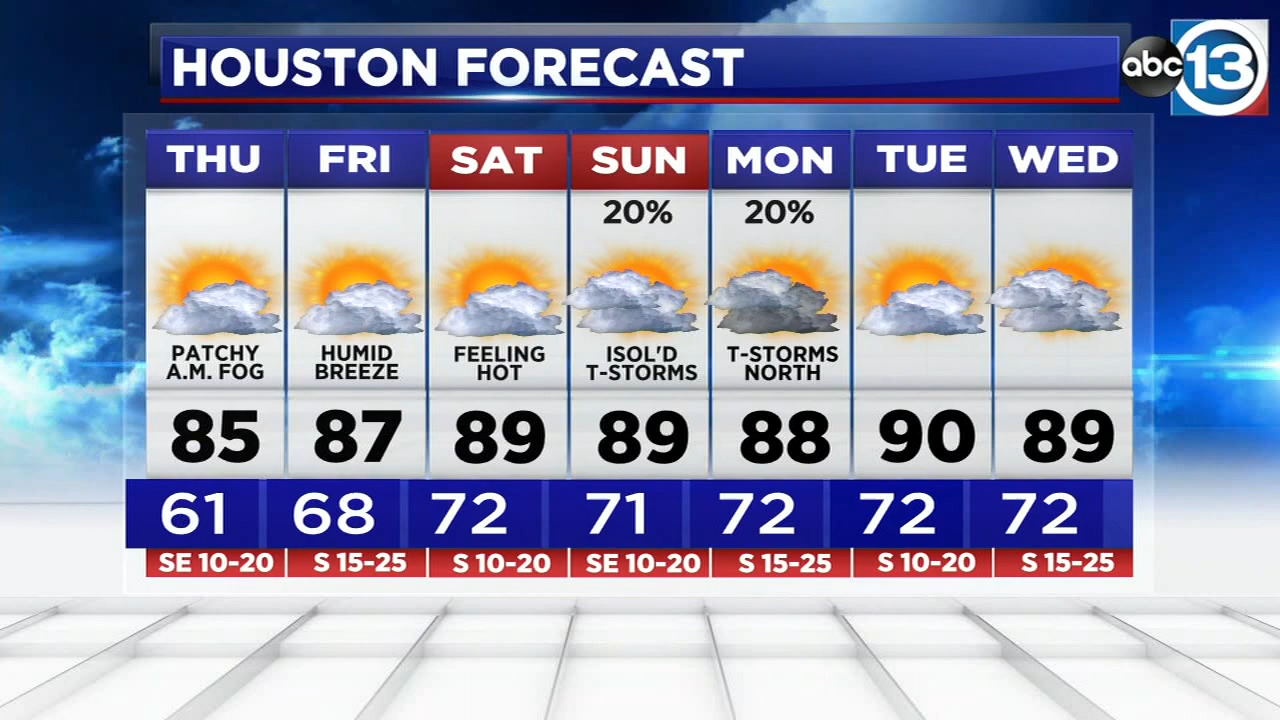 HOUSTON FORECAST
abc 13
THU FRI SAT SUN MON TUE WED
20% 20%
PATCHY A.M. FOG
HUMID BREEZE
FEELING HOT
ISOL'D T-STORMS
T-STORMS NORTH
85 87 89 89 88 90 89
61 68 72 71 72 72 72
SE 10-20 S 15-25 S 10-20 SE 10-20 S 15-25 S 10-20 S 15-25